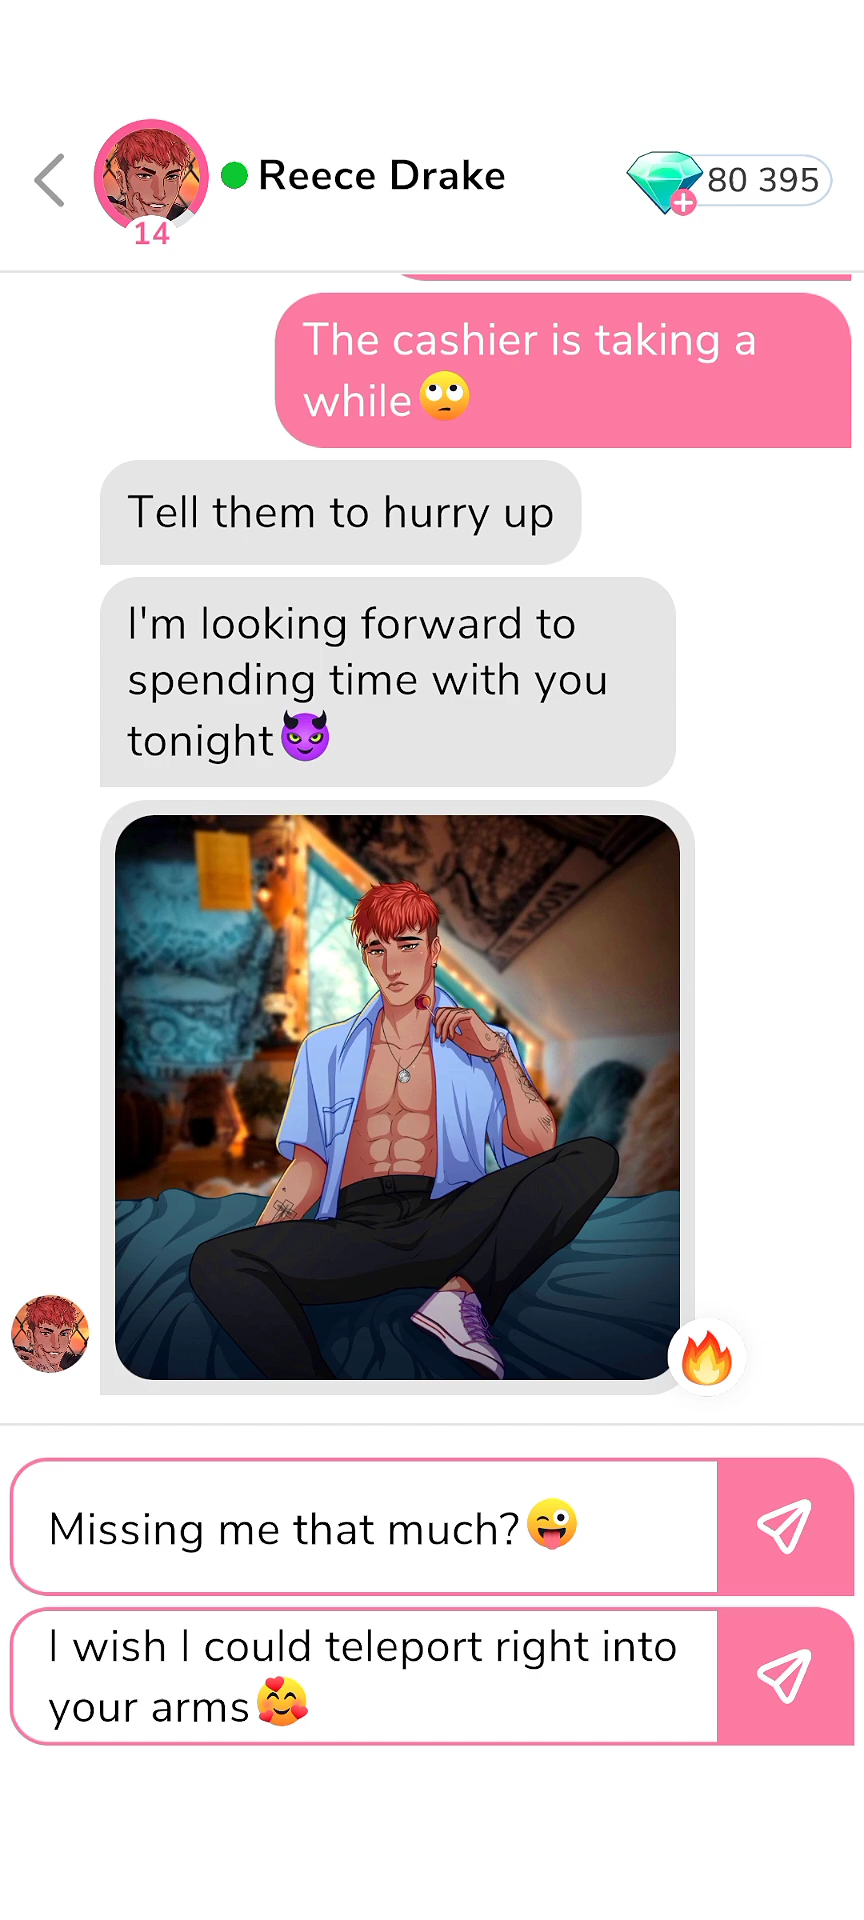 Reece Drake
80 395
14
The cashier is taking a
while🙄
Tell them to hurry up
I'm looking forward to
spending time with you
tonight😈
MOON
Missing me that much?😜
I wish I could teleport right into
your arms🥰